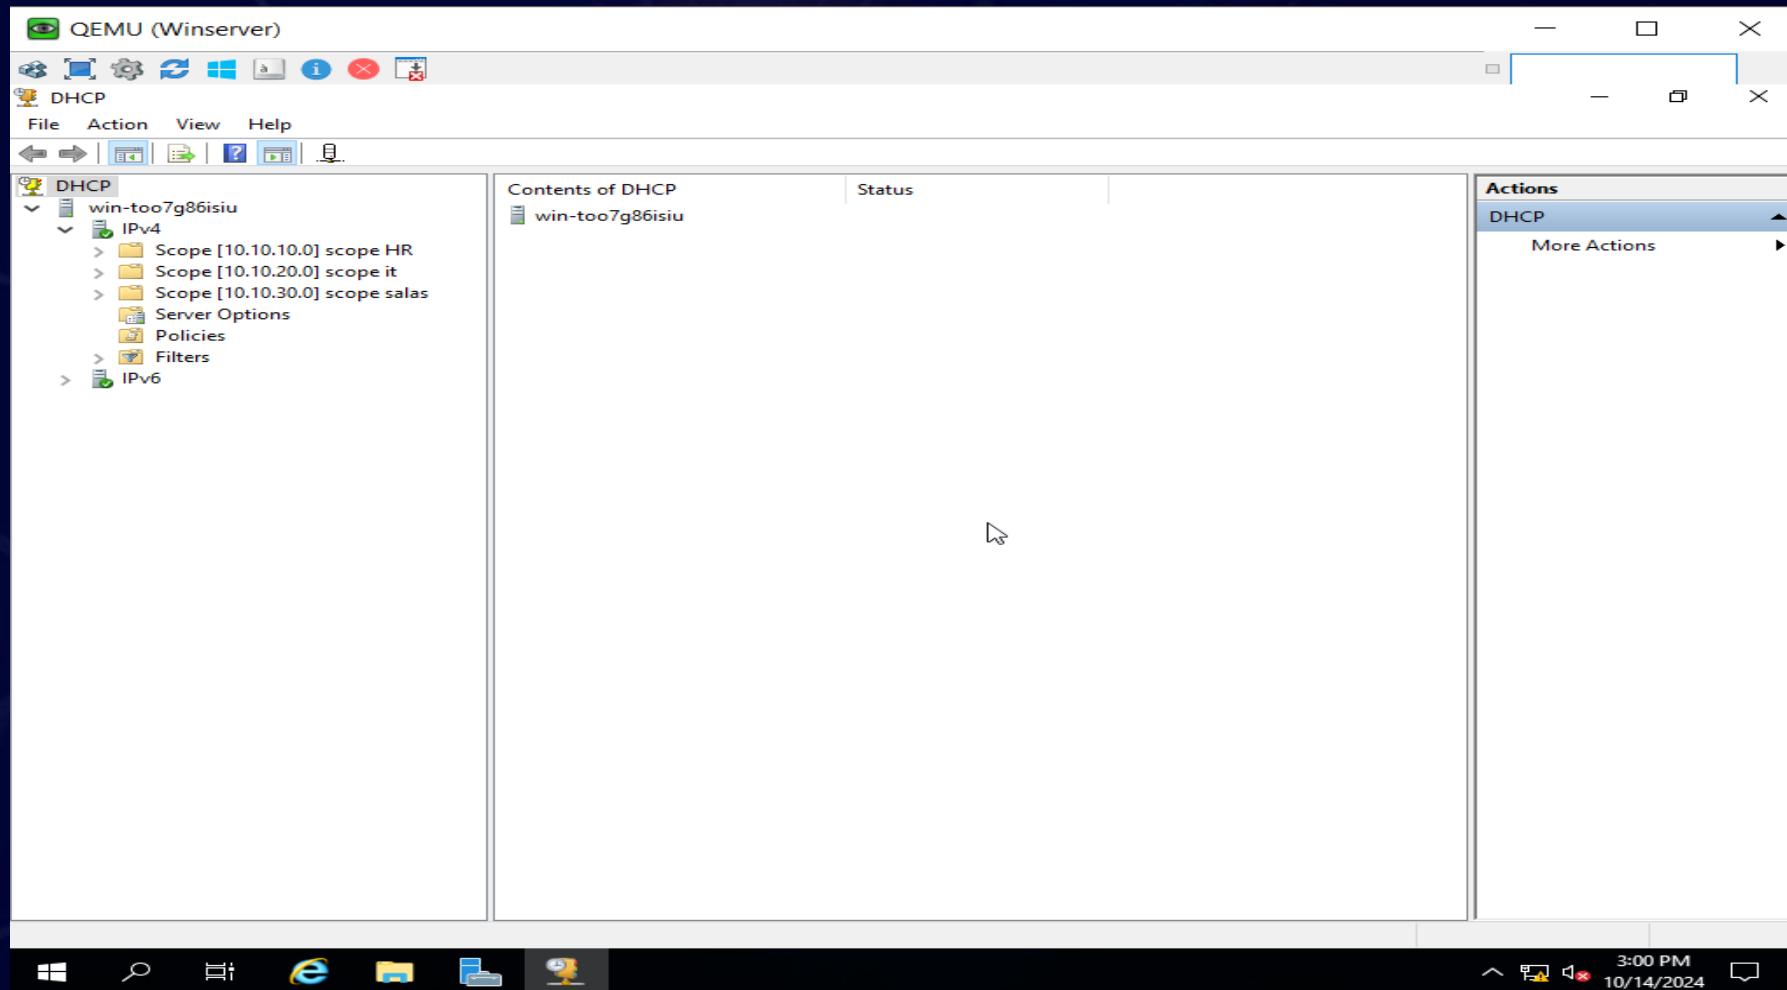 QEMU (Winserver)
DHCP
File Action View Help
DHCP
win-too7g86isiu
IPv4
Scope [10.10.10.0] scope HR
Scope [10.10.20.0] scope it
Scope [10.10.30.0] scope salas
Server Options
Policies
Filters
IPv6
Contents of DHCP Status
win-too7g86isiu
Actions
DHCP
More Actions
3:00 PM
10/14/2024